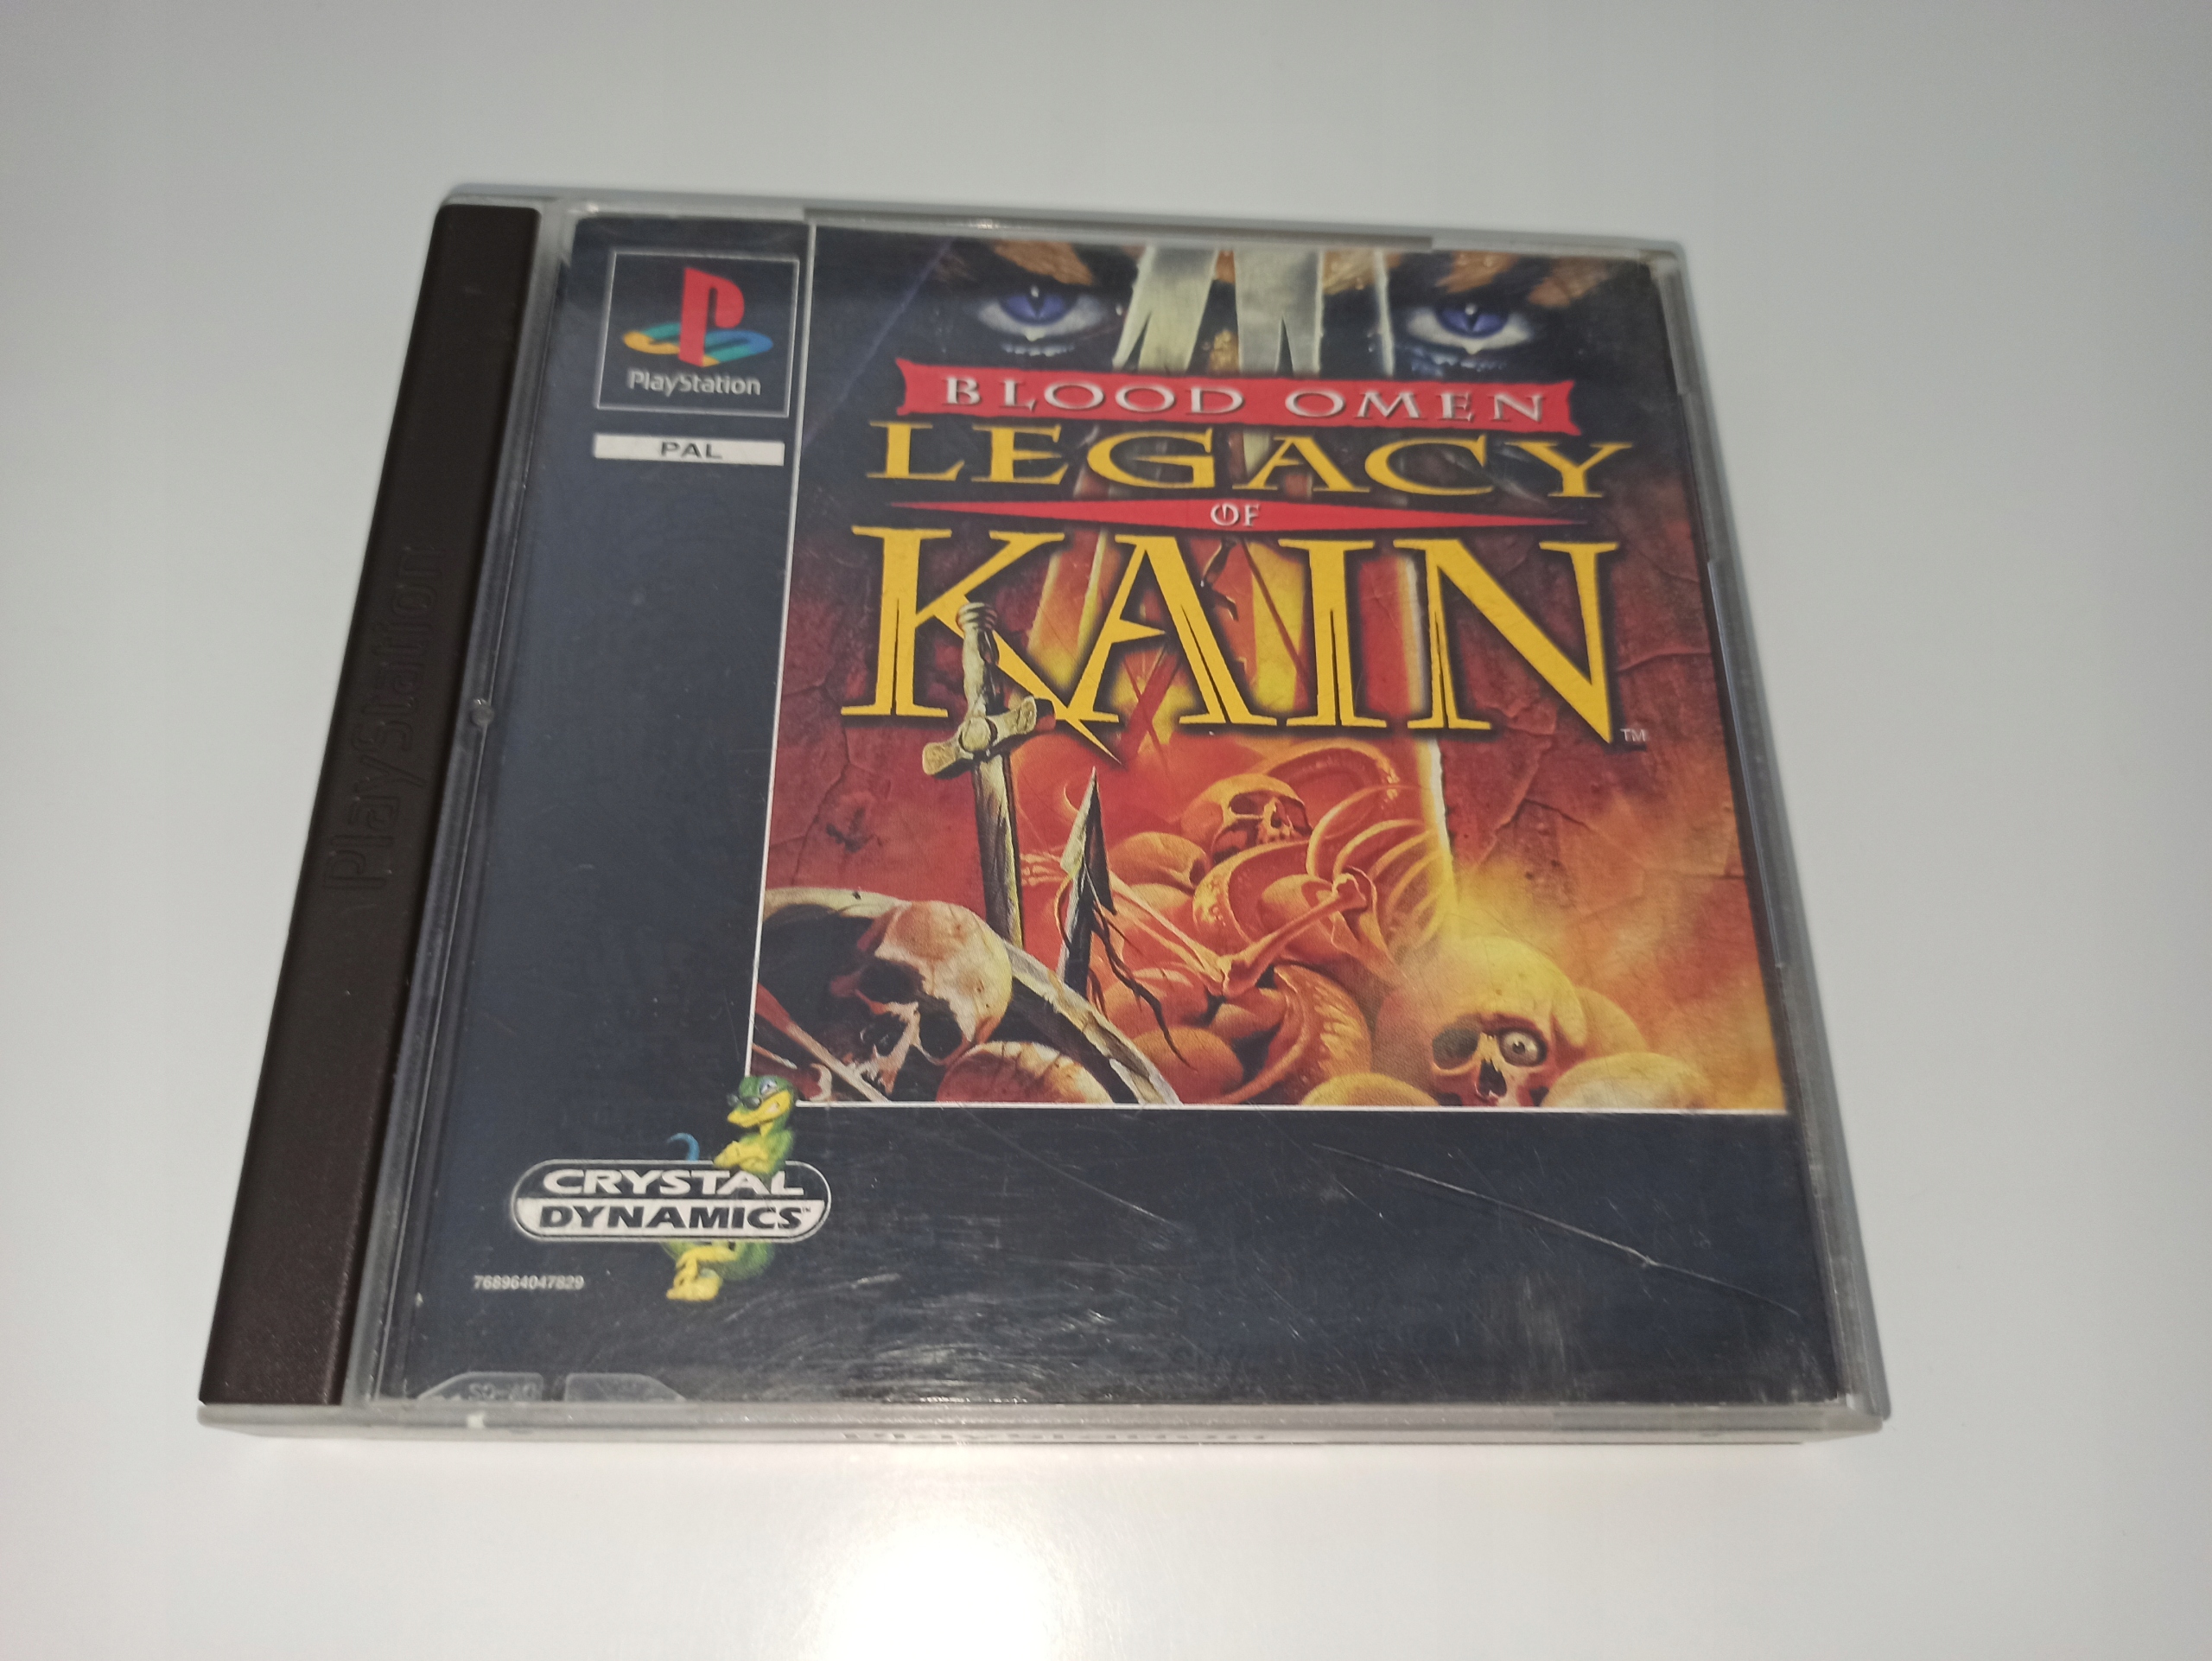 PlayStation
PAL
BLOOD OMEN
LEGACY
OF
KAIN
TM
PlayStation
CRYSTAL
DYNAMICS
768964047829